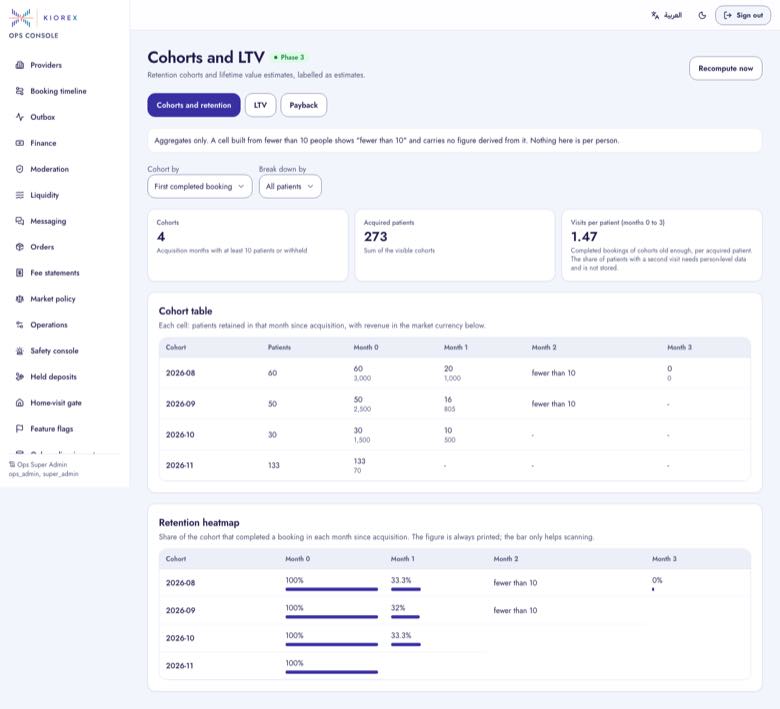 KIOREX
OPS CONSOLE
العربية
Sign out
Providers
Booking timeline
Outbox
Finance
Moderation
Liquidity
Messaging
Orders
Fee statements
Market policy
Operations
Safety console
Held deposits
Home-visit gate
Feature flags
Ops Super Admin
ops_admin, super_admin
Cohorts and LTV
Phase 3
Retention cohorts and lifetime value estimates, labelled as estimates.
Recompute now
Cohorts and retention LTV Payback
Aggregates only. A cell built from fewer than 10 people shows "fewer than 10" and carries no figure derived from it. Nothing here is per person.
Cohort by Break down by
First completed booking All patients
Cohorts
4
Acquisition months with at least 10 patients or withheld
Acquired patients
273
Sum of the visible cohorts
Visits per patient (months 0 to 3)
1.47
Completed bookings of cohorts old enough, per acquired patient.
The share of patients with a second visit needs person-level data
and is not stored.
Cohort table
Each cell: patients retained in that month since acquisition, with revenue in the market currency below.
Cohort Patients Month 0 Month 1 Month 2 Month 3
2026-08 60 60 20 fewer than 10 0
3,000 1,000 0
2026-09 50 50 16 fewer than 10 -
2,500 805
2026-10 30 30 10 - -
1,500 500
2026-11 133 133 - - -
70
Retention heatmap
Share of the cohort that completed a booking in each month since acquisition. The figure is always printed; the bar only helps scanning.
Cohort Month 0 Month 1 Month 2 Month 3
2026-08 100% 33.3% fewer than 10 0%
2026-09 100% 32% fewer than 10
2026-10 100% 33.3%
2026-11 100%